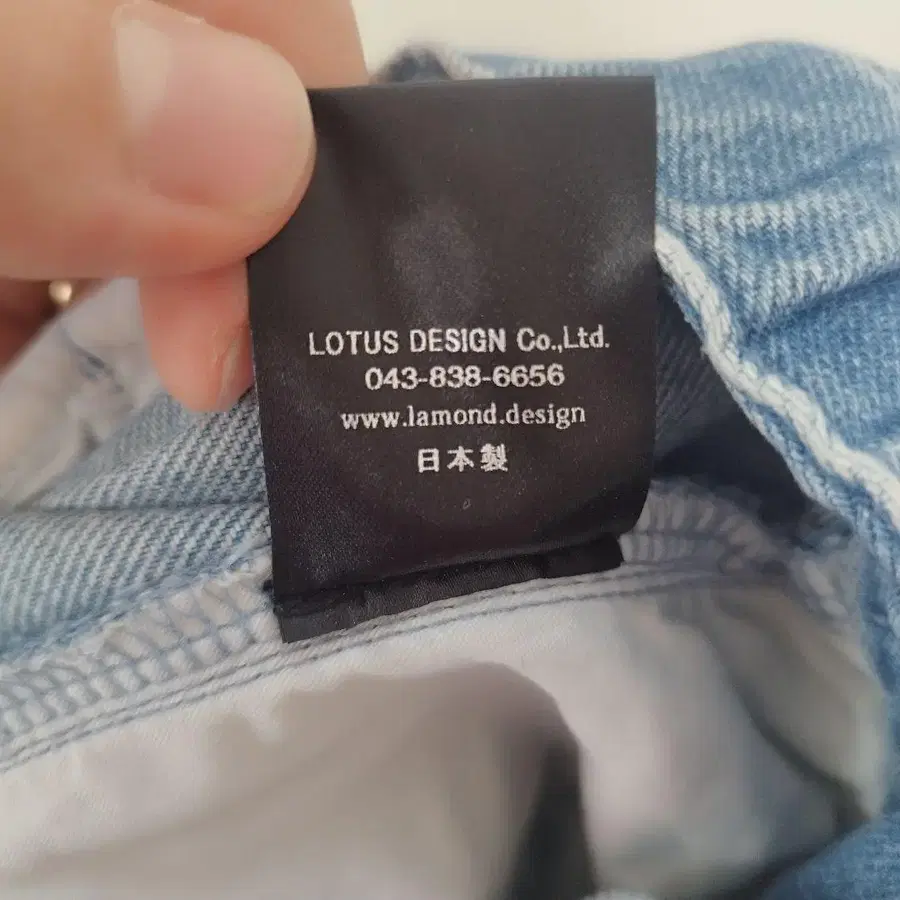 LOTUS DESIGN Co.,Ltd.
043-838-6656
www.lamond.design
日本製